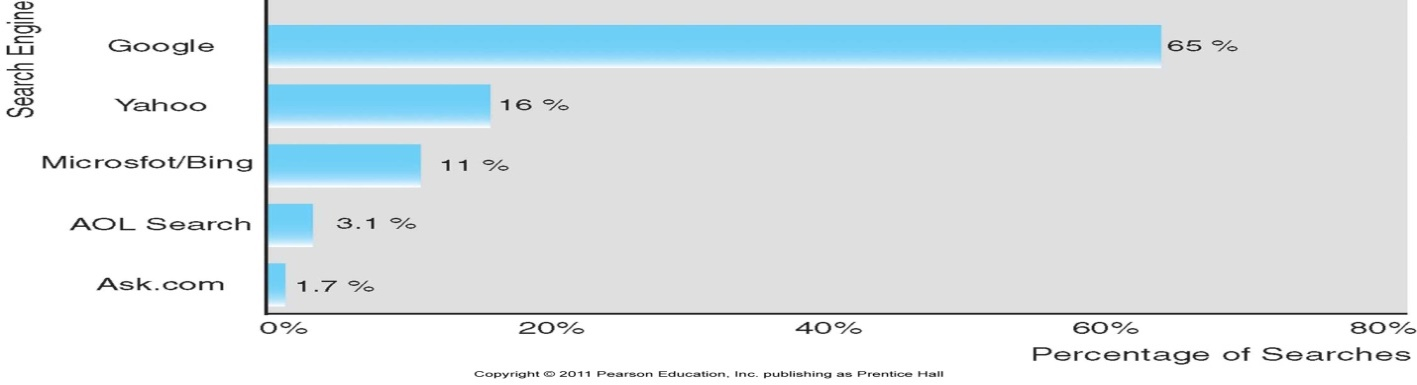 Search Engine
Google 65 %
Yahoo 16 %
Microsfot/Bing 11 %
AOL Search 3.1 %
Ask.com 1.7 %
0% 20% 40% 60% 80%
Percentage of Searches
Copyright © 2011 Pearson Education, Inc. publishing as Prentice Hall